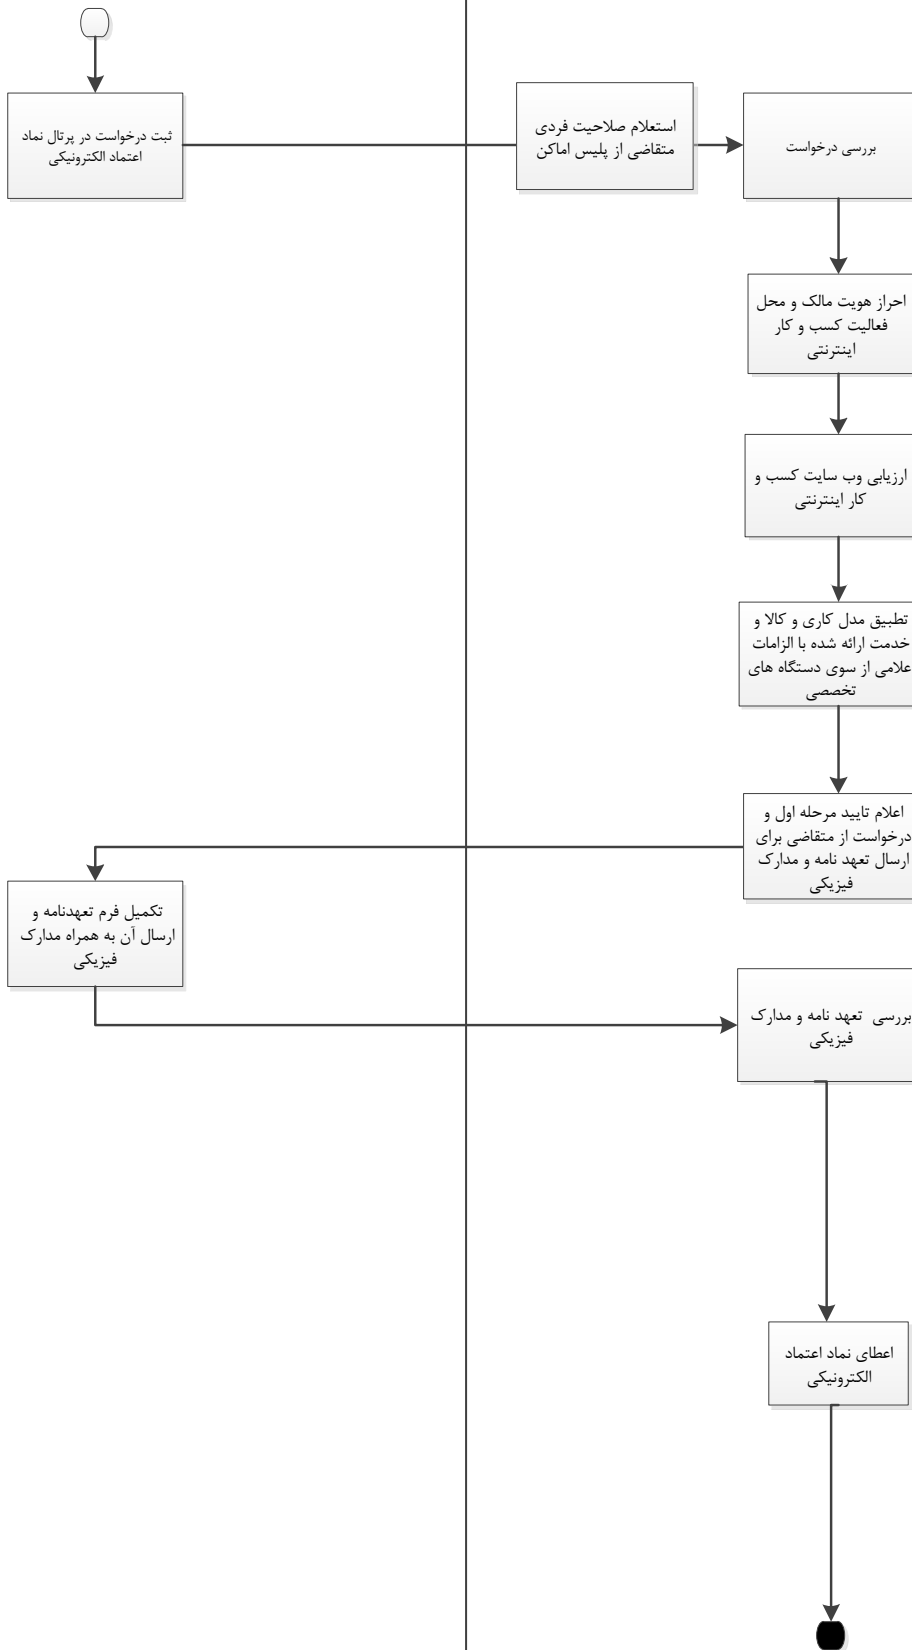 ثبت درخواست در پرتال نماد
اعتماد الکترونیکی
استعلام صلاحیت فردی
متقاضی از پلیس اماکن
بررسی درخواست
احراز هویت مالک و محل
فعالیت کسب و کار
اینترنتی
ارزیابی وب سایت کسب و
کار اینترنتی
تطبیق مدل کاری و کالا و
خدمت ارائه شده با الزامات
علامی از سوی دستگاه های
تخصصی
اعلام تایید مرحله اول و
درخواست از متقاضی برای
ارسال تعهد نامه و مدارک
فیزیکی
تکمیل فرم تعهدنامه و
ارسال آن به همراه مدارک
فیزیکی
بررسی تعهد نامه و مدارک
فیزیکی
اعطای نماد اعتماد
الکترونیکی